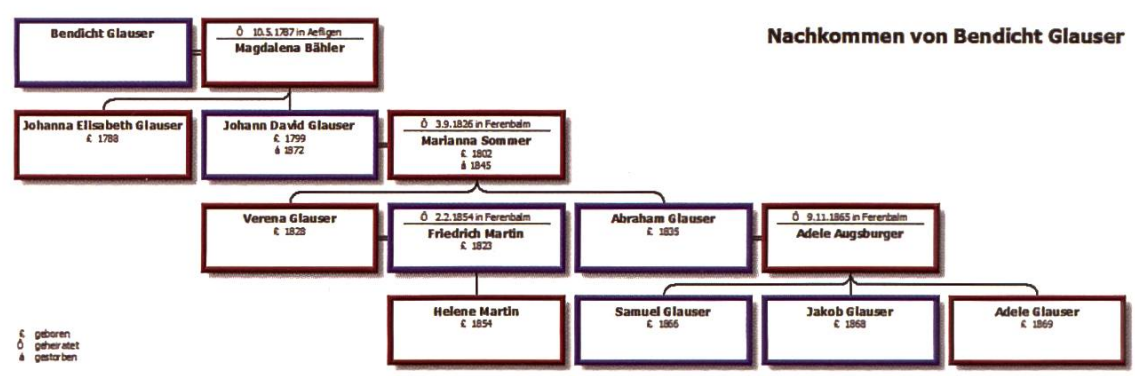 Nachkommen von Bendicht Glauser
Bendicht Glauser
Ô 10.5.1787 in Aefligen
Magdalena Bähler
Johanna Elisabeth Glauser
£ 1788
Johann David Glauser
£ 1799
á 1872
Ô 3.9.1826 in Ferenbalm
Marianna Sommer
£ 1802
á 1845
Verena Glauser
£ 1828
Ô 2.2.1854 in Ferenbalm
Friedrich Martin
£ 1823
Abraham Glauser
£ 1835
Ô 9.11.1865 in Ferenbalm
Adele Augsburger
Helene Martin
£ 1854
Samuel Glauser
£ 1866
Jakob Glauser
£ 1868
Adele Glauser
£ 1869
£ geboren
Ô geheiratet
á gestorben